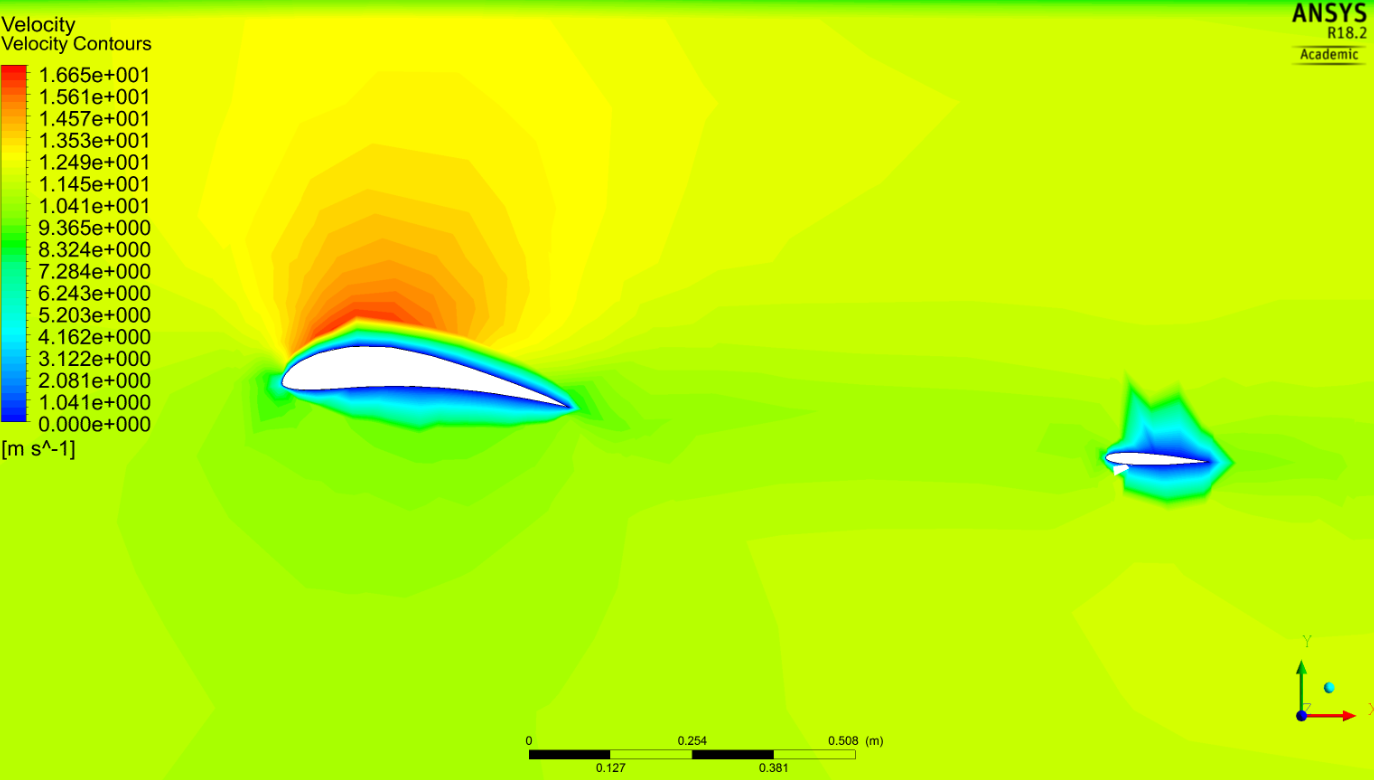 Velocity
Velocity Contours
1.665e+001
1.561e+001
1.457e+001
1.353e+001
1.249e+001
1.145e+001
1.041e+001
9.365e+000
8.324e+000
7.284e+000
6.243e+000
5.203e+000
4.162e+000
3.122e+000
2.081e+000
1.041e+000
0.000e+000
[m s^-1]
ANSYS
R18.2
Academic
Y
Z
X
0 0.254 0.508 (m)
0.127 0.381